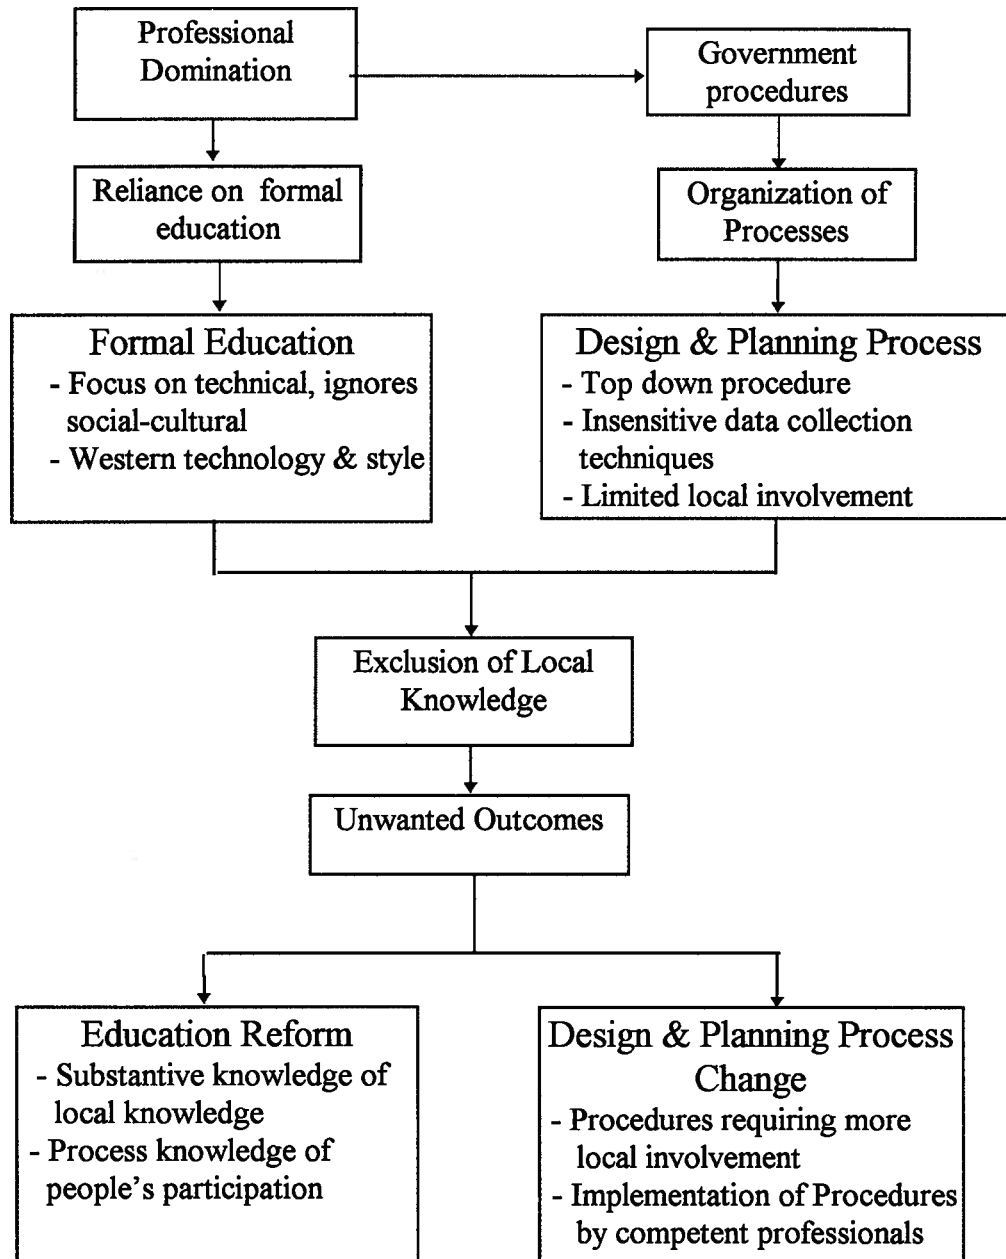 Professional
Domination
Government
procedures
Reliance on formal
education
Organization of
Processes
Formal Education
- Focus on technical, ignores
social-cultural
- Western technology & style
Design & Planning Process
- Top down procedure
- Insensitive data collection
techniques
- Limited local involvement
Exclusion of Local
Knowledge
Unwanted Outcomes
Education Reform
- Substantive knowledge of
local knowledge
- Process knowledge of
people's participation
Design & Planning Process
Change
- Procedures requiring more
local involvement
- Implementation of Procedures
by competent professionals